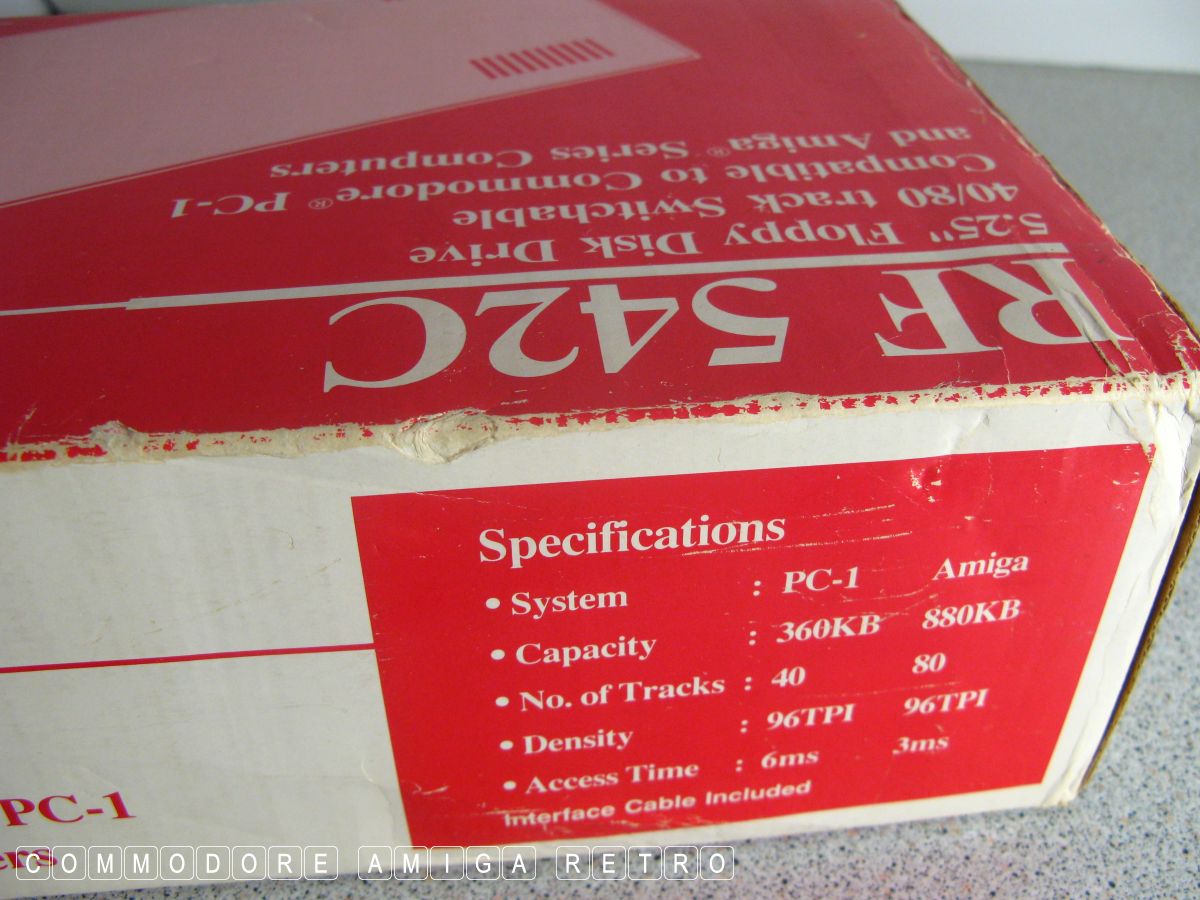 RF 542C
5.25" Floppy Disk Drive
40/80 track Switchable
Compatible to Commodore® PC-1
and Amiga® Series Computers
Specifications
• System : PC-1 Amiga
• Capacity : 360KB 880KB
• No. of Tracks : 40 80
• Density : 96TPI 96TPI
• Access Time : 6ms 3ms
Interface Cable Included
PC-1
ers
COMMODORE AMIGA RETRO